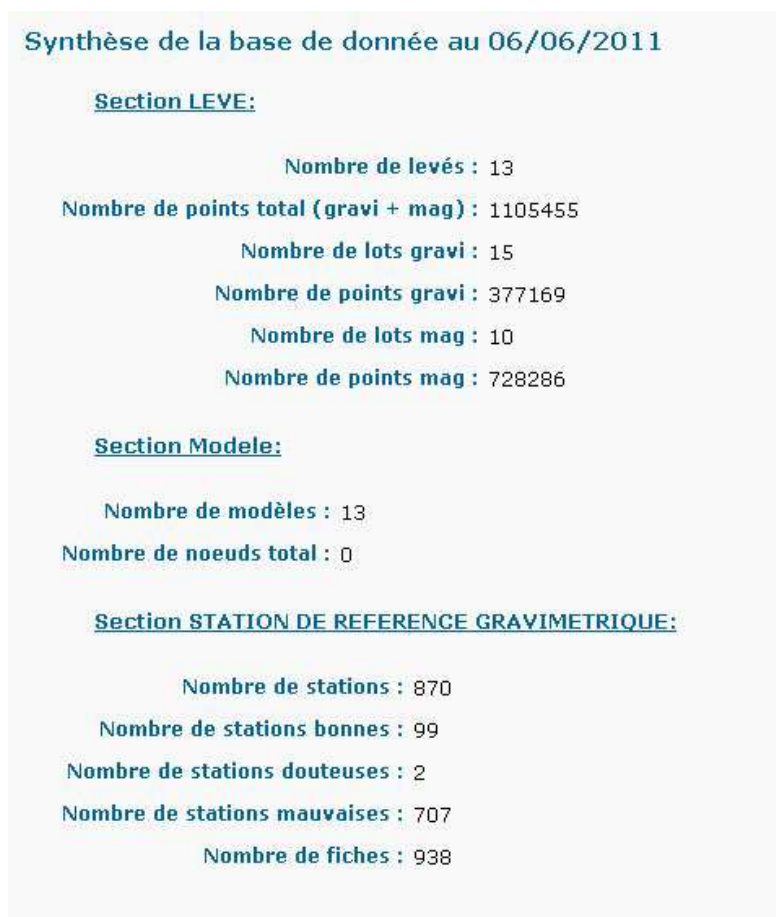 Synthèse de la base de donnée au 06/06/2011
Section LEVE:
Nombre de levés : 13
Nombre de points total (gravi + mag) : 1105455
Nombre de lots gravi : 15
Nombre de points gravi : 377169
Nombre de lots mag : 10
Nombre de points mag : 728286
Section Modele:
Nombre de modèles : 13
Nombre de noeuds total : 0
Section STATION DE REFERENCE GRAVIMETRIQUE:
Nombre de stations : 870
Nombre de stations bonnes : 99
Nombre de stations douteuses : 2
Nombre de stations mauvaises : 707
Nombre de fiches : 938